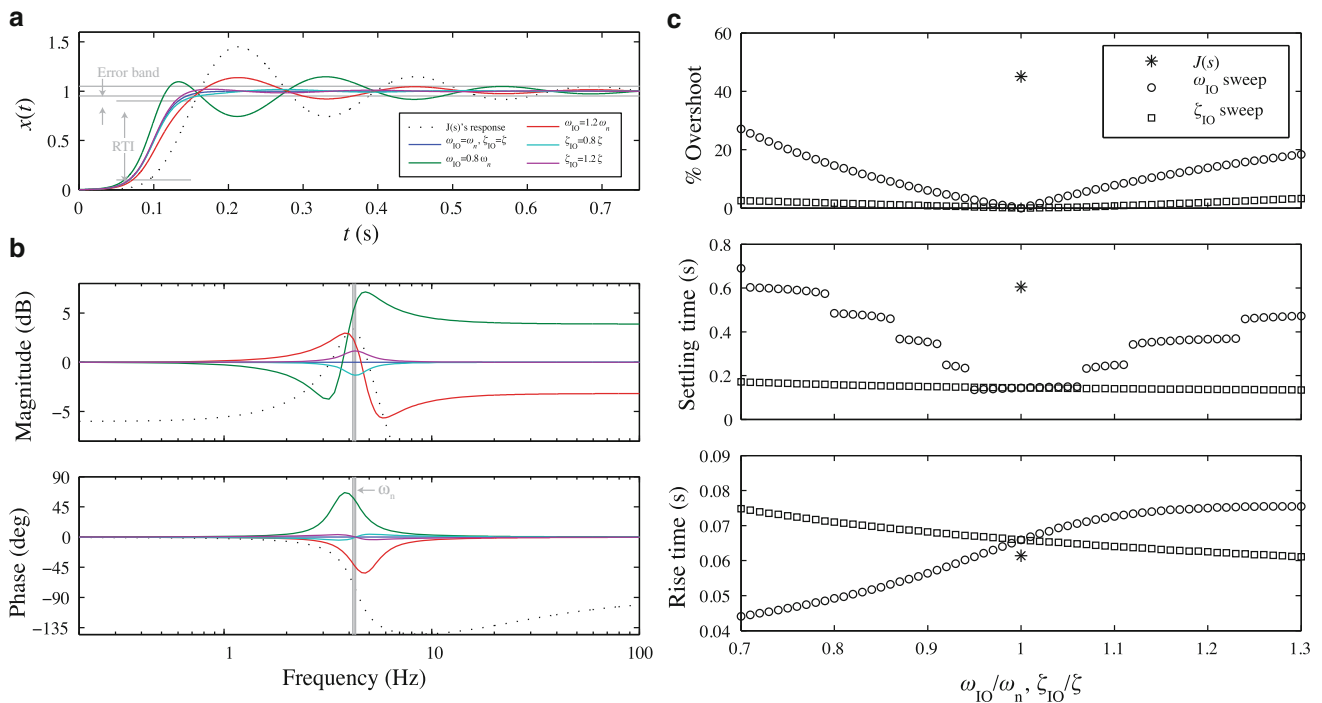 a
x(t)
1.5
1
0.5
0
Error band
RTI
J(s)'s response
ω_IO=ω_n, ζ_IO=ζ
ω_IO=0.8 ω_n
ω_IO=1.2 ω_n
ζ_IO=0.8 ζ
ζ_IO=1.2 ζ
0 0.1 0.2 0.3 0.4 0.5 0.6 0.7
t (s)
b
Magnitude (dB)
5
0
−5
Phase (deg)
90
45
0
−45
−90
−135
ω_n
1 10 100
Frequency (Hz)
c
% Overshoot
60
40
20
0
J(s)
ω_IO sweep
ζ_IO sweep
Settling time (s)
0.8
0.6
0.4
0.2
0
Rise time (s)
0.09
0.08
0.07
0.06
0.05
0.04
0.7 0.8 0.9 1 1.1 1.2 1.3
ω_IO/ω_n, ζ_IO/ζ